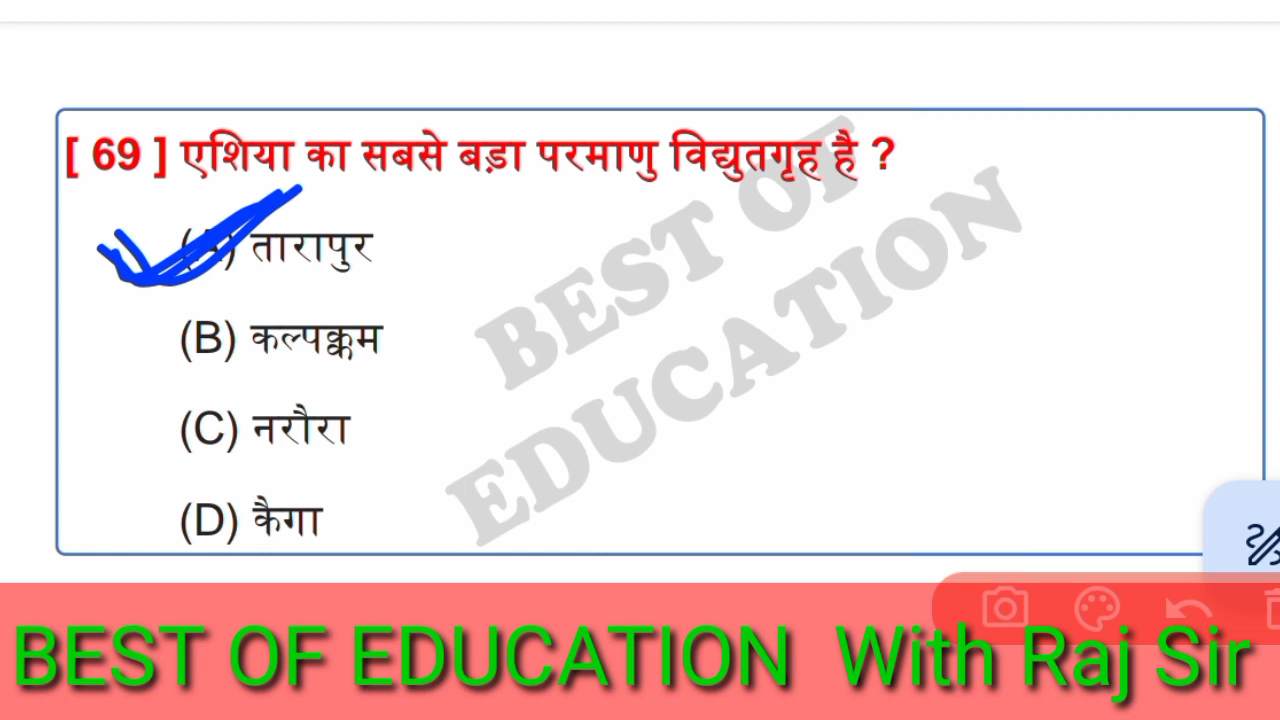 [ 69 ] एशिया का सबसे बड़ा परमाणु विद्युतगृह है ?
(A) तारापुर
(B) कल्पक्कम
(C) नरौरा
(D) कैगा
BEST OF
EDUCATION
BEST OF EDUCATION With Raj Sir